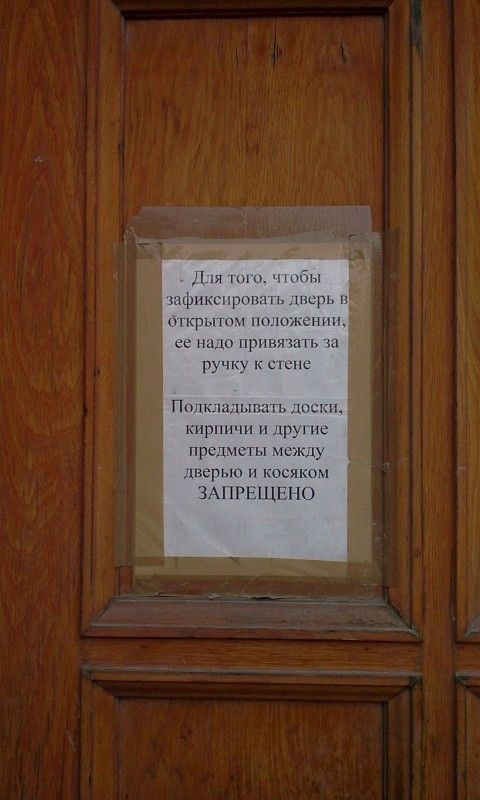 Для того, чтобы
зафиксировать дверь в
открытом положении,
ее надо привязать за
ручку к стене
Подкладывать доски,
кирпичи и другие
предметы между
дверью и косяком
ЗАПРЕЩЕНО